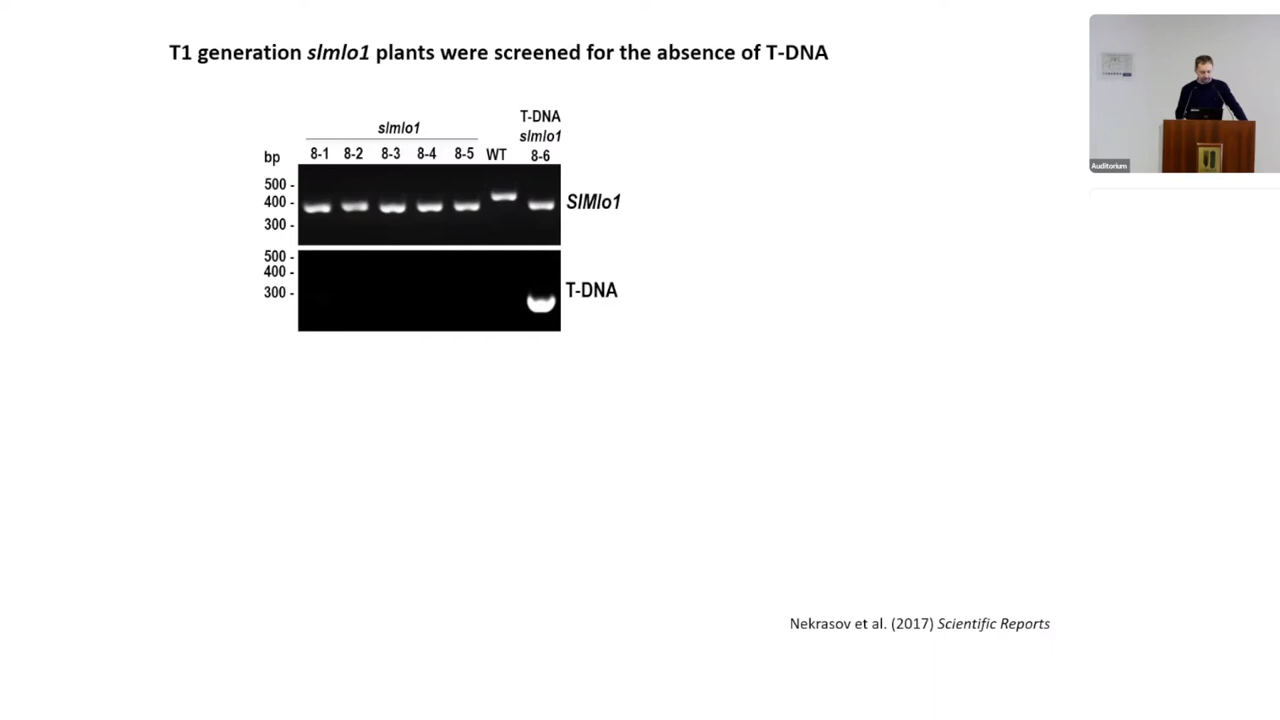 T1 generation slmlo1 plants were screened for the absence of T-DNA
T-DNA
slmlo1
slmlo1
bp
8-1 8-2 8-3 8-4 8-5 WT 8-6
500 -
400 -
300 -
SlMlo1
500 -
400 -
300 -
T-DNA
Nekrasov et al. (2017) Scientific Reports
Auditorium